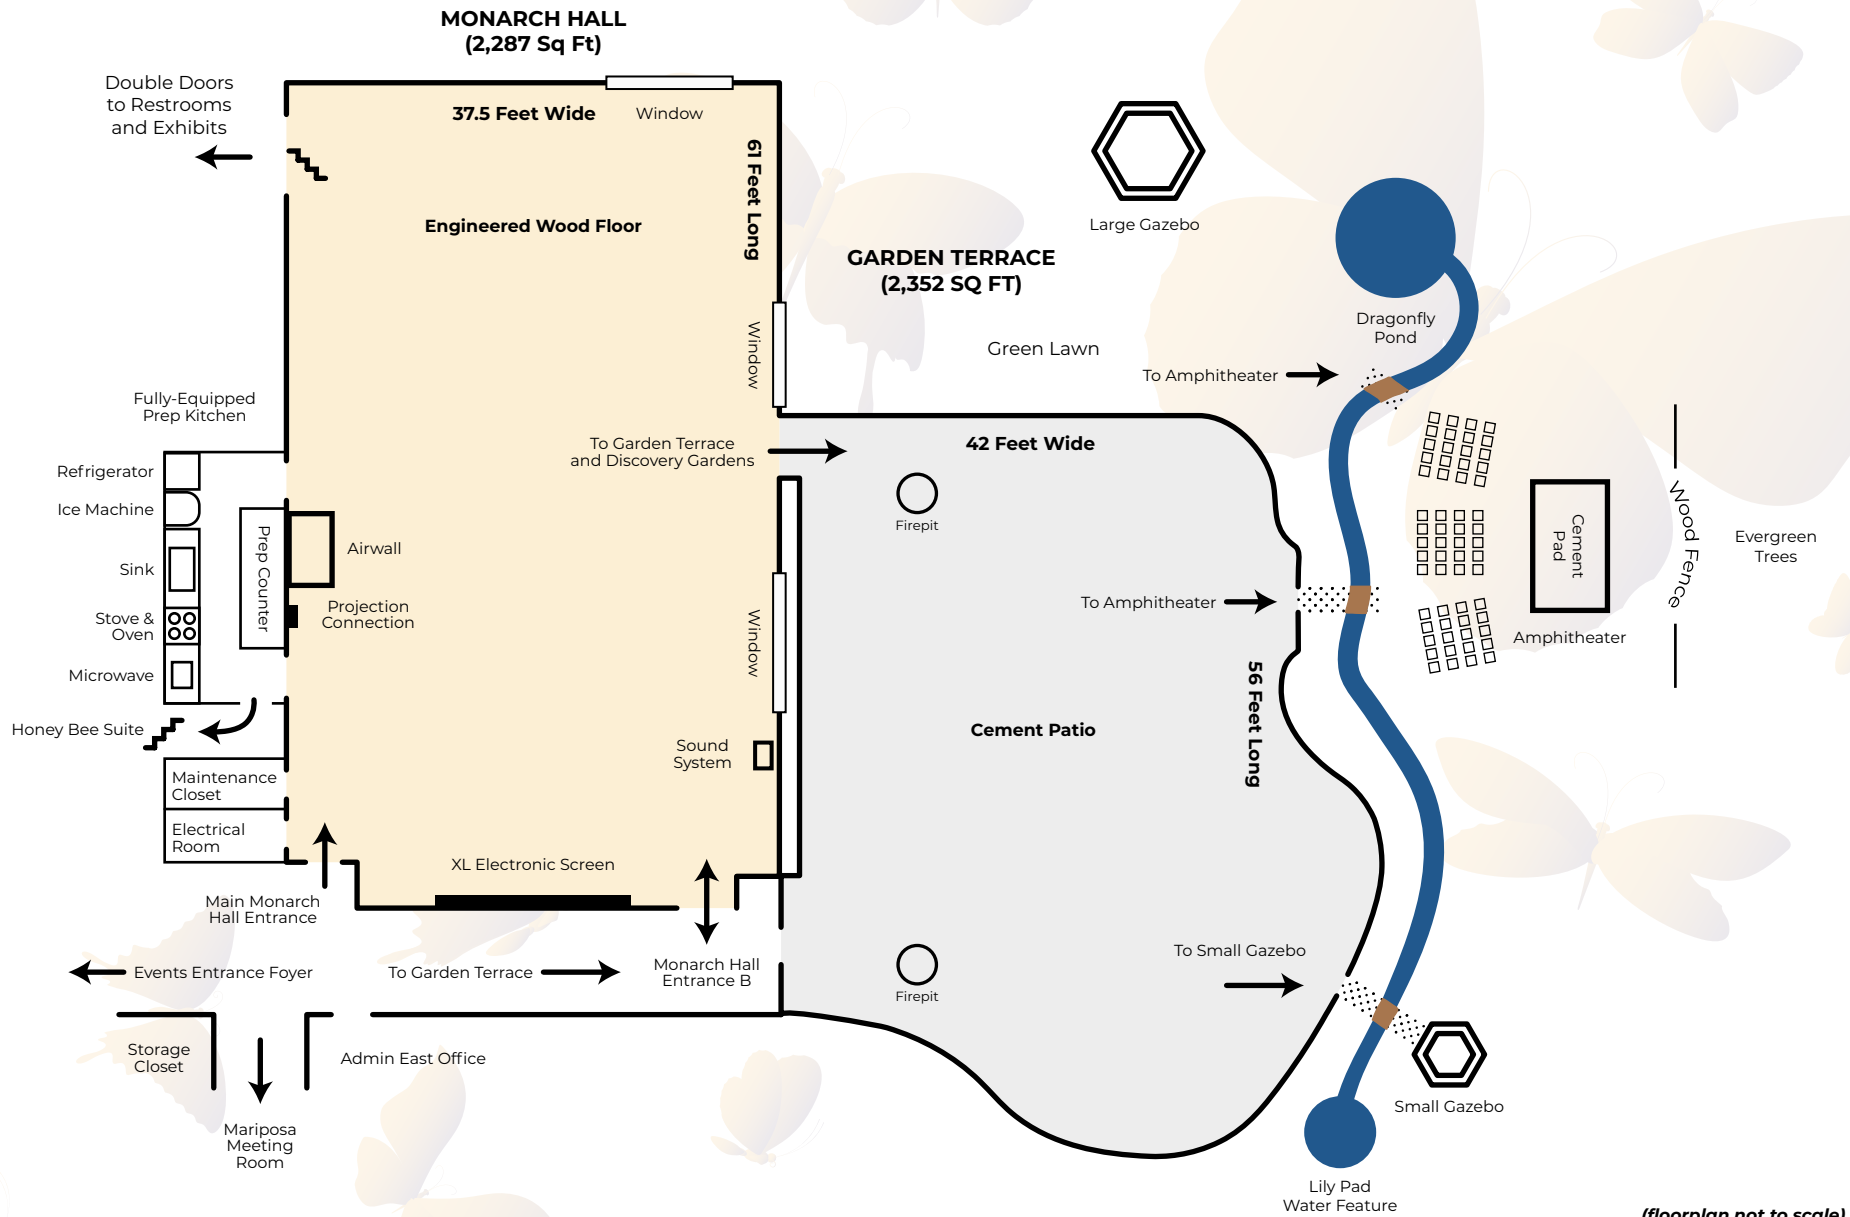 MONARCH HALL
(2,287 Sq Ft)
Double Doors
to Restrooms
and Exhibits
37.5 Feet Wide
Window
61 Feet Long
Engineered Wood Floor
Large Gazebo
GARDEN TERRACE
(2,352 SQ FT)
Green Lawn
Dragonfly
Pond
To Amphitheater
Window
Fully-Equipped
Prep Kitchen
To Garden Terrace
and Discovery Gardens
42 Feet Wide
Refrigerator
Ice Machine
Sink
Stove &
Oven
Microwave
Prep Counter
Airwall
Projection
Connection
Firepit
Cement
Pad
Wood Fence
Evergreen
Trees
To Amphitheater
Amphitheater
Window
56 Feet Long
Honey Bee Suite
Cement Patio
Sound
System
Maintenance
Closet
Electrical
Room
XL Electronic Screen
Main Monarch
Hall Entrance
To Small Gazebo
Events Entrance Foyer
To Garden Terrace
Monarch Hall
Entrance B
Firepit
Storage
Closet
Admin East Office
Small Gazebo
Mariposa
Meeting
Room
Lily Pad
Water Feature
(floorplan not to scale)